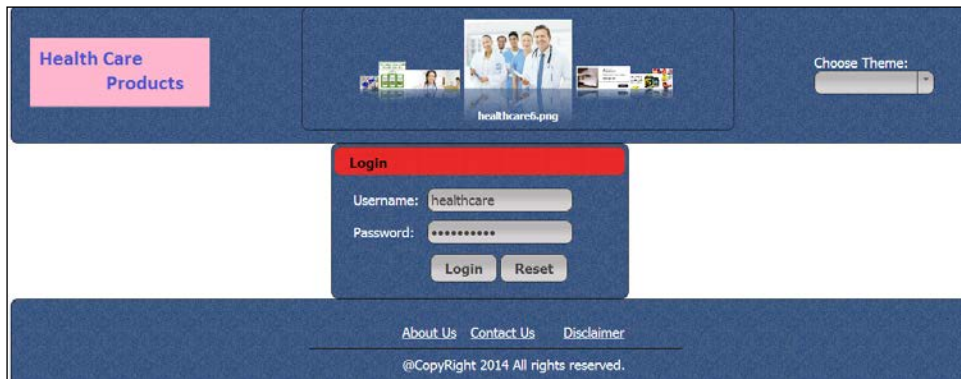 Health Care
Products
healthcare6.png
Choose Theme:
Login
Username: healthcare
Password: ••••••••••
Login Reset
About Us Contact Us Disclaimer
@CopyRight 2014 All rights reserved.